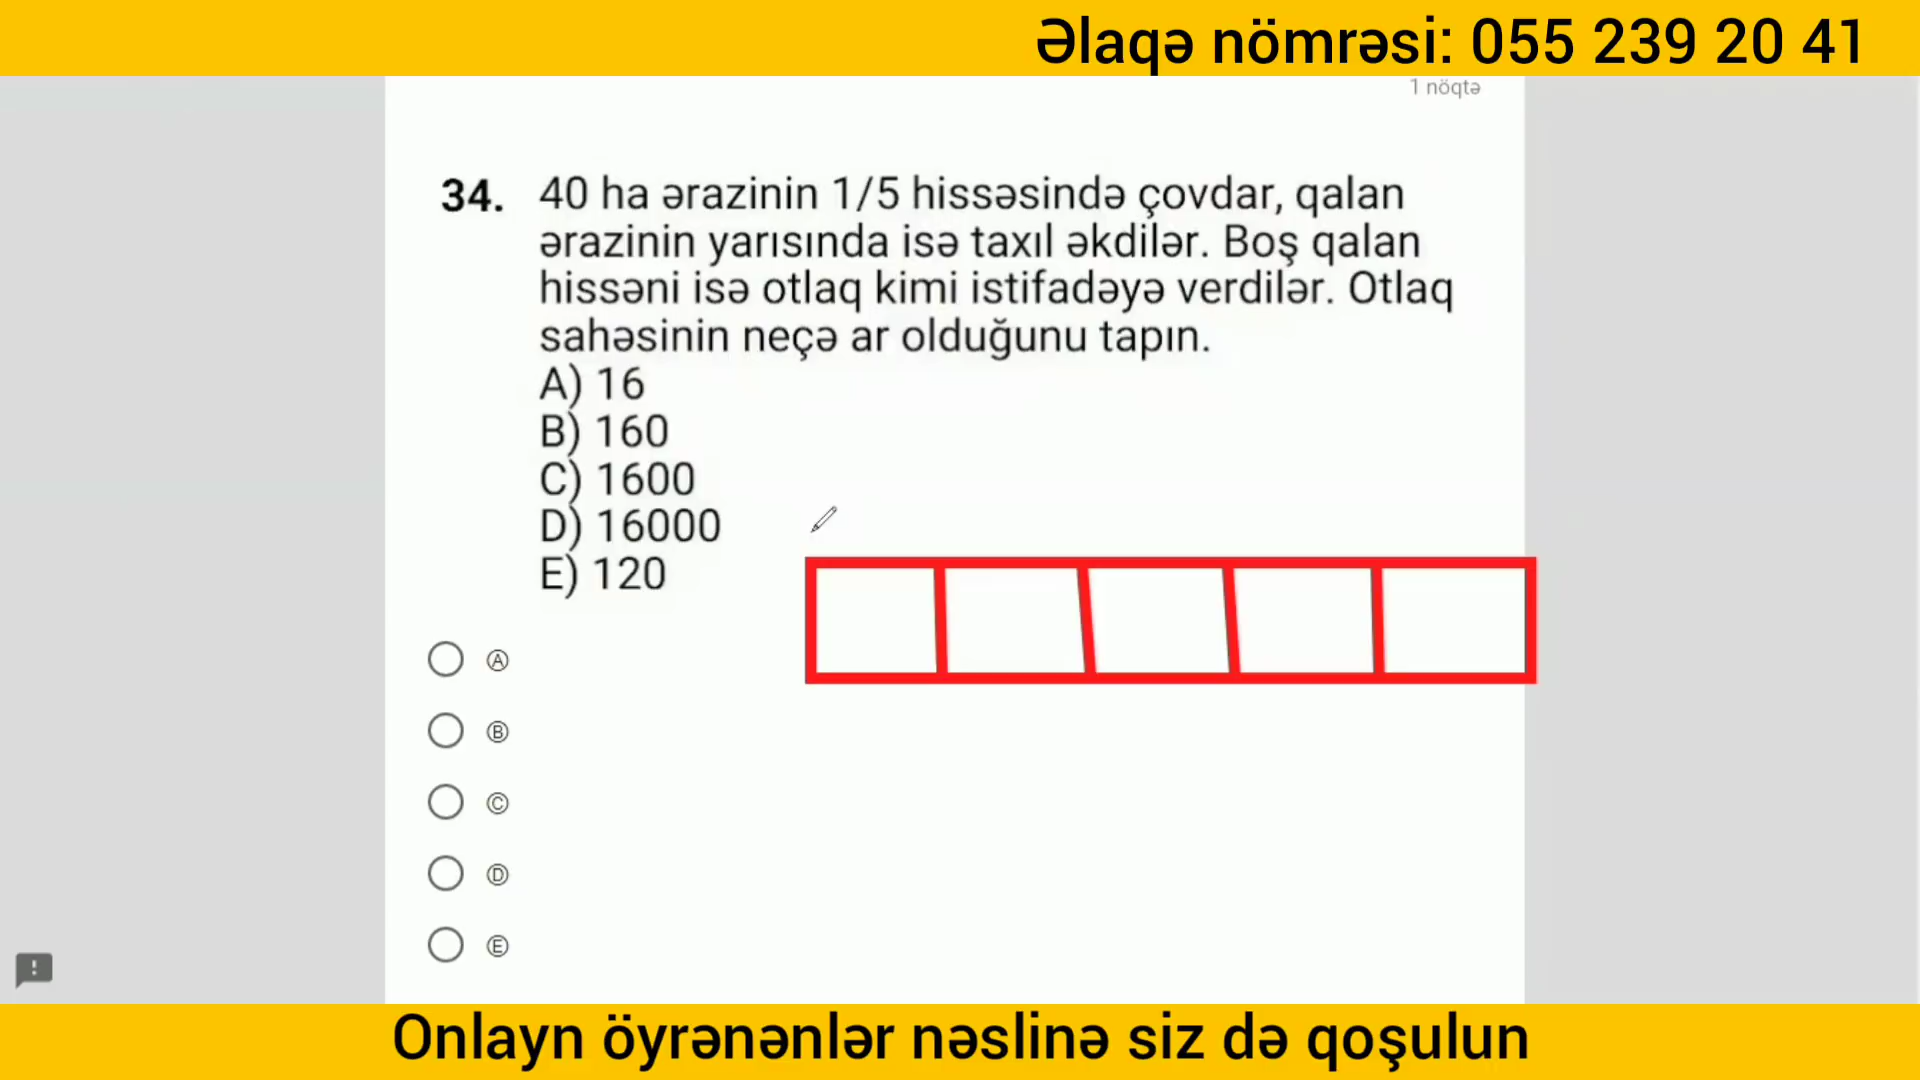 Əlaqə nömrəsi: 055 239 20 41
1 nöqtə
34. 40 ha ərazinin 1/5 hissəsində çovdar, qalan
ərazinin yarısında isə taxıl əkdilər. Boş qalan
hissəni isə otlaq kimi istifadəyə verdilər. Otlaq
sahəsinin neçə ar olduğunu tapın.
A) 16
B) 160
C) 1600
D) 16000
E) 120
Ⓐ
Ⓑ
Ⓒ
Ⓓ
Ⓔ
Onlayn öyrənənlər nəslinə siz də qoşulun